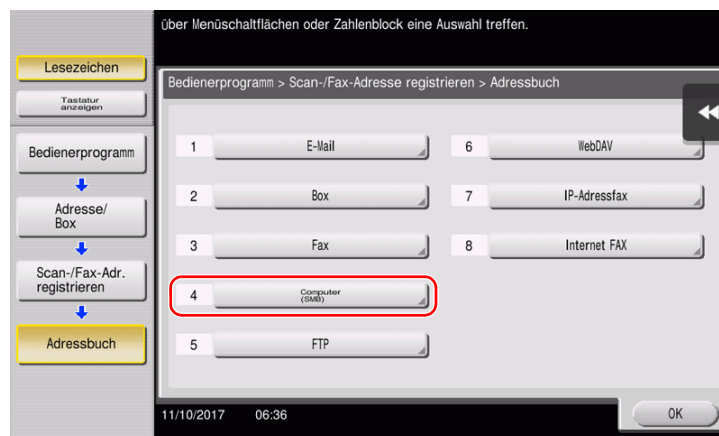 über Menüschaltflächen oder Zahlenblock eine Auswahl treffen.
Lesezeichen
Tastatur
anzeigen
Bedienerprogramm
Adresse/
Box
Scan-/Fax-Adr.
registrieren
Adressbuch
Bedienerprogramm > Scan-/Fax-Adresse registrieren > Adressbuch
1 E-Mail
2 Box
3 Fax
4 Computer
(SMB)
5 FTP
6 WebDAV
7 IP-Adressfax
8 Internet FAX
11/10/2017 06:36
OK